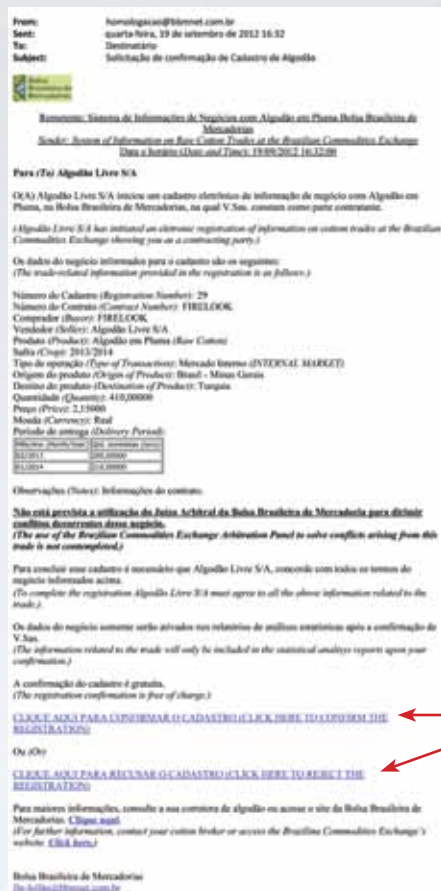 From: homologacao@bbmnet.com.br
Sent: quarta-feira, 19 de setembro de 2012 16:32
To: Destinatário
Subject: Solicitação de confirmação de Cadastro de Algodão
Bolsa
Brasileira de
Mercadorias
Remetente: Sistema de Informações de Negócios com Algodão em Pluma Bolsa Brasileira de
Mercadorias
Sender: System of Information on Raw Cotton Trades at the Brazilian Commodities Exchange
Data e horário (Date and Time): 19/09/2012 16:32:00
Para (To) Algodão Livre S/A
O(A) Algodão Livre S/A iniciou um cadastro eletrônico de informação de negócio com Algodão em
Pluma, na Bolsa Brasileira de Mercadorias, na qual V.Sas. constam como parte contratante.
(Algodão Livre S/A has initiated an eletronic registration of information on cotton trades at the Brazilian
Commodities Exchange showing you as a contracting party.)
Os dados do negócio informados para o cadastro são os seguintes:
(The trade-related information provided in the registration is as follows:)
Número do Cadastro (Registration Number): 29
Número do Contrato (Contract Number): FIRELOOK
Comprador (Buyer): FIRELOOK
Vendedor (Seller): Algodão Livre S/A
Produto (Product): Algodão em Pluma (Raw Cotton)
Safra (Crop): 2013/2014
Tipo de operação (Type of Transaction): Mercado Interno (INTERNAL MARKET)
Origem do produto (Origin of Product): Brasil - Minas Gerais
Destino do produto (Destination of Product): Turquia
Quantidade (Quantity): 410,00000
Preço (Price): 2,15000
Moeda (Currency): Real
Período de entrega (Delivery Period):
Mês/Ano (Month/Year)
Observações (Notes): Informações do contrato.
Não está prevista a utilização do Juízo Arbitral da Bolsa Brasileira de Mercadoria para dirimir
conflitos decorrentes desse negócio.
(The use of the Brazilian Commodities Exchange Arbitration Panel to solve conflicts arising from this
trade is not contemplated.)
Para concluir esse cadastro é necessário que Algodão Livre S/A, concorde com todos os termos do
negócio informados acima.
(To complete the registration Algodão Livre S/A must agree to all the above information related to the
trade.)
Os dados do negócio somente serão ativados nos relatórios de análises estatísticas após a confirmação de
V.Sas.
(The information related to the trade will only be included in the statistical analisys reports upon your
confirmation.)
A confirmação do cadastro é gratuita.
(The registration confirmation is free of charge.)
CLIQUE AQUI PARA CONFIRMAR O CADASTRO (CLICK HERE TO CONFIRM THE
REGISTRATION)
Ou (Or)
CLIQUE AQUI PARA RECUSAR O CADASTRO (CLICK HERE TO REJECT THE
REGISTRATION)
Para maiores informações, consulte a sua corretora de algodão ou acesse o site da Bolsa Brasileira de
Mercadorias. Clique aqui.
(For further information, contact your cotton broker or access the Brazilina Commodities Exchange's
website. Click here.)
Bolsa Brasileira de Mercadorias